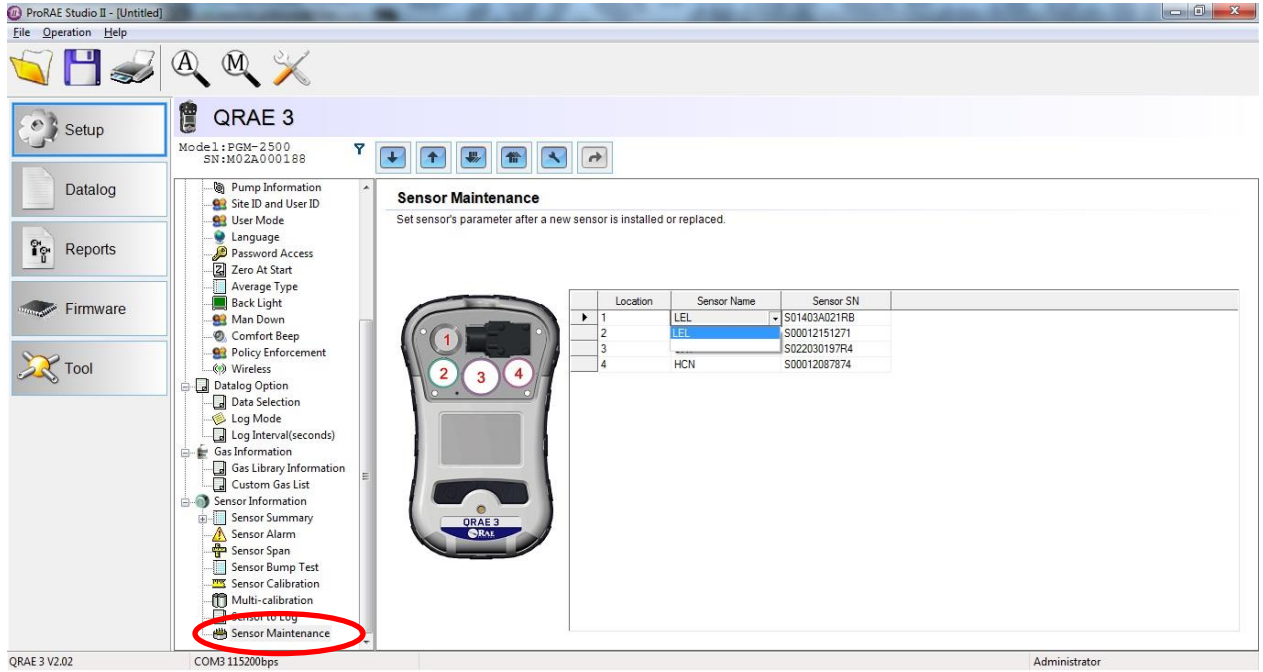 ProRAE Studio II - [Untitled]
File Operation Help
A M
Setup
Datalog
Reports
Firmware
Tool
QRAE 3
Model:PGM-2500
SN:M02A000188
Pump Information
Site ID and User ID
User Mode
Language
Password Access
Zero At Start
Average Type
Back Light
Man Down
Comfort Beep
Policy Enforcement
Wireless
Datalog Option
Data Selection
Log Mode
Log Interval(seconds)
Gas Information
Gas Library Information
Custom Gas List
Sensor Information
Sensor Summary
Sensor Alarm
Sensor Span
Sensor Bump Test
Sensor Calibration
Multi-calibration
Sensor to Log
Sensor Maintenance
Sensor Maintenance
Set sensor's parameter after a new sensor is installed or replaced.
1
2 3 4
QRAE 3
RAE
Location Sensor Name Sensor SN
1 LEL S01403A021RB
2 LEL S00012151271
3 S022030197R4
4 HCN S00012087874
QRAE 3 V2.02 COM3 115200bps Administrator